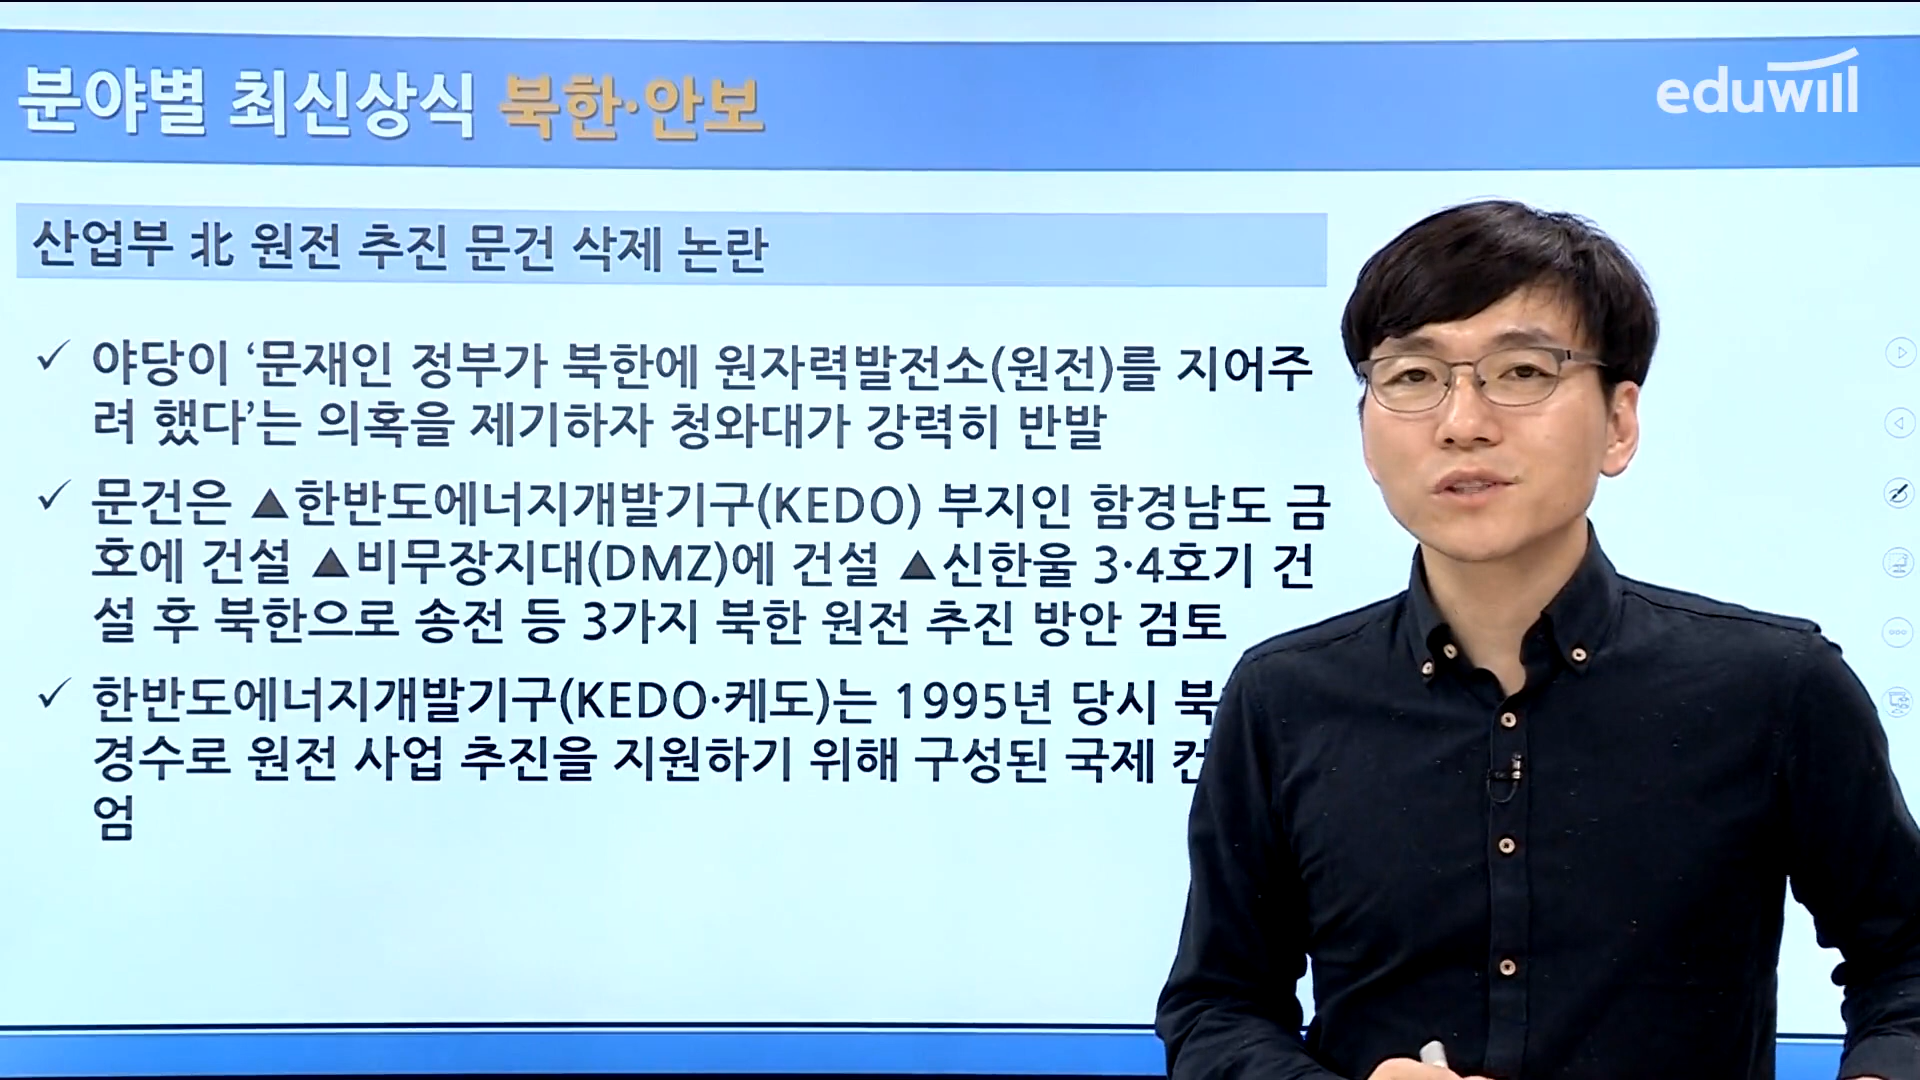 분야별 최신상식 북한·안보
eduwill
산업부 北 원전 추진 문건 삭제 논란
✓ 야당이 ‘문재인 정부가 북한에 원자력발전소(원전)를 지어주
려 했다’는 의혹을 제기하자 청와대가 강력히 반발
✓ 문건은 ▲한반도에너지개발기구(KEDO) 부지인 함경남도 금
호에 건설 ▲비무장지대(DMZ)에 건설 ▲신한울 3·4호기 건
설 후 북한으로 송전 등 3가지 북한 원전 추진 방안 검토
✓ 한반도에너지개발기구(KEDO·케도)는 1995년 당시
경수로 원전 사업 추진을 지원하기 위해 구성된 국제
엄